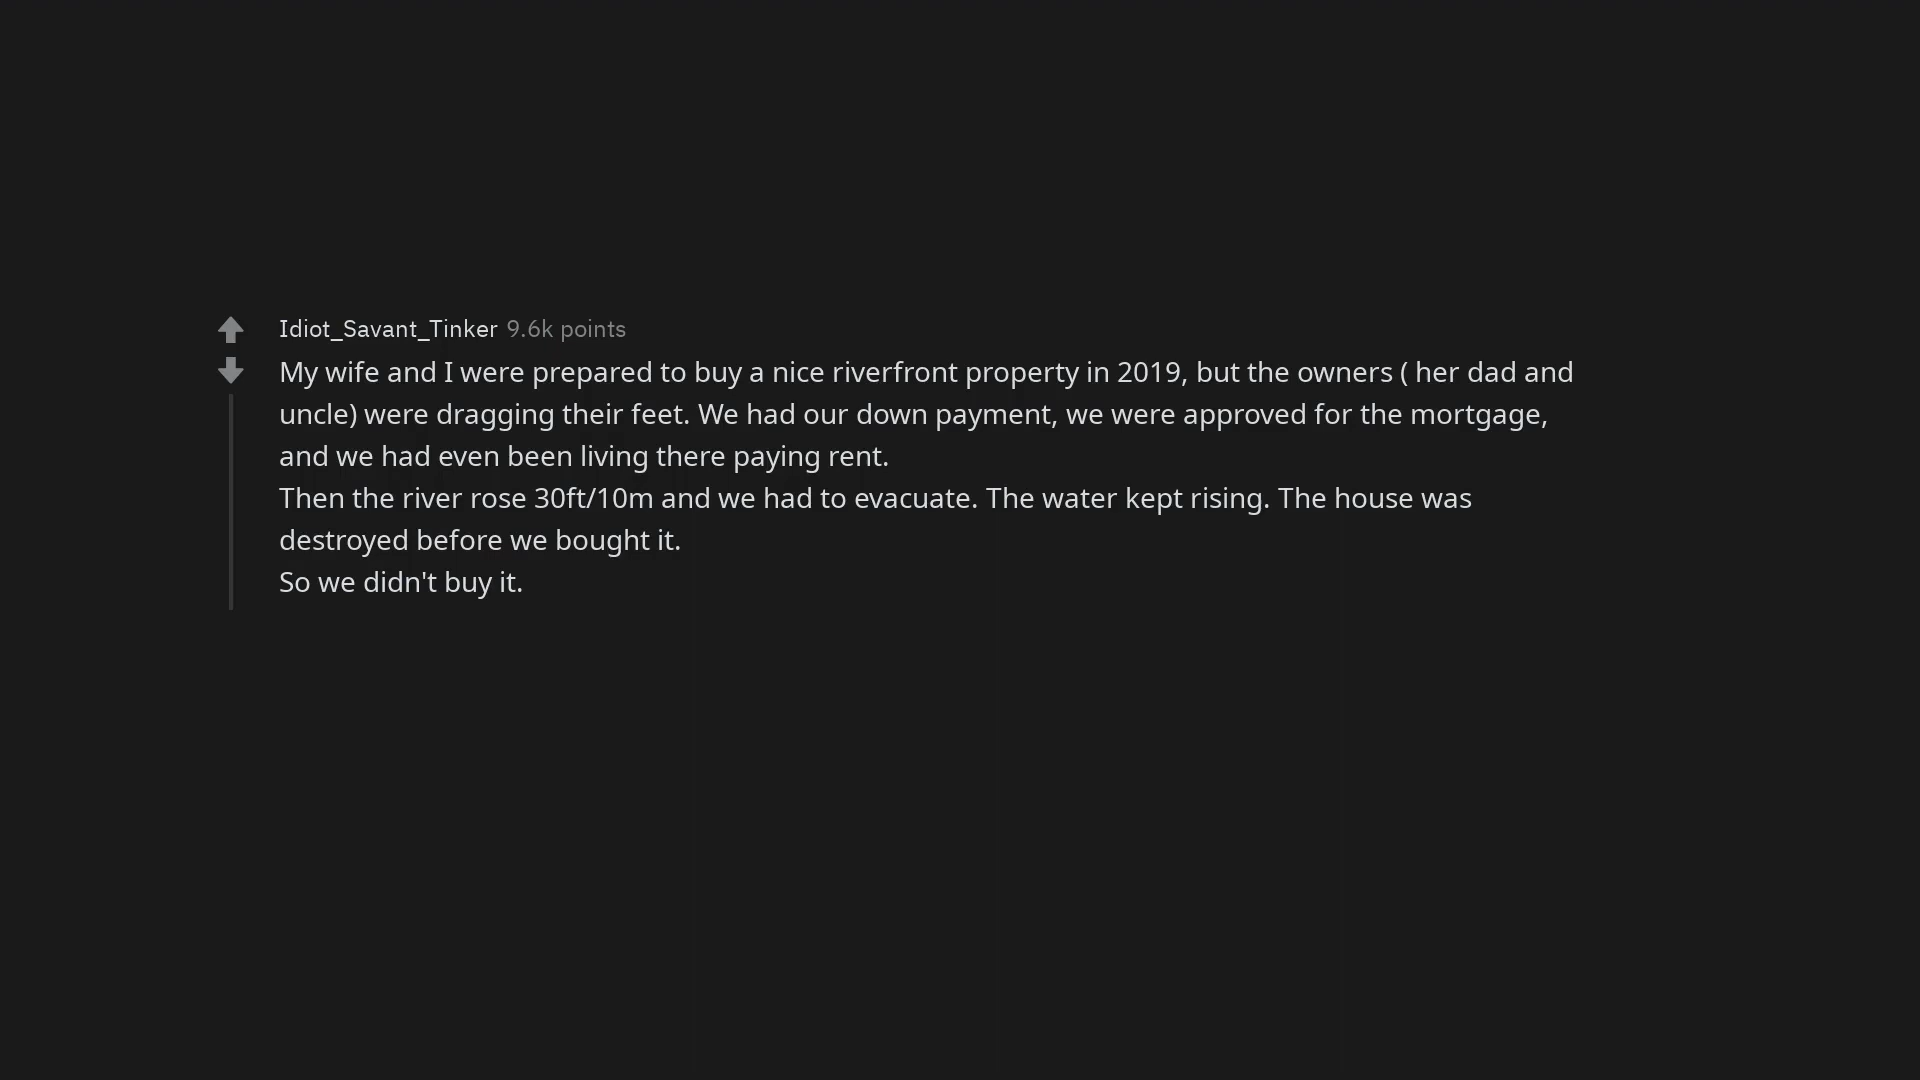 Idiot_Savant_Tinker 9.6k points
My wife and I were prepared to buy a nice riverfront property in 2019, but the owners ( her dad and
uncle) were dragging their feet. We had our down payment, we were approved for the mortgage,
and we had even been living there paying rent.
Then the river rose 30ft/10m and we had to evacuate. The water kept rising. The house was
destroyed before we bought it.
So we didn't buy it.